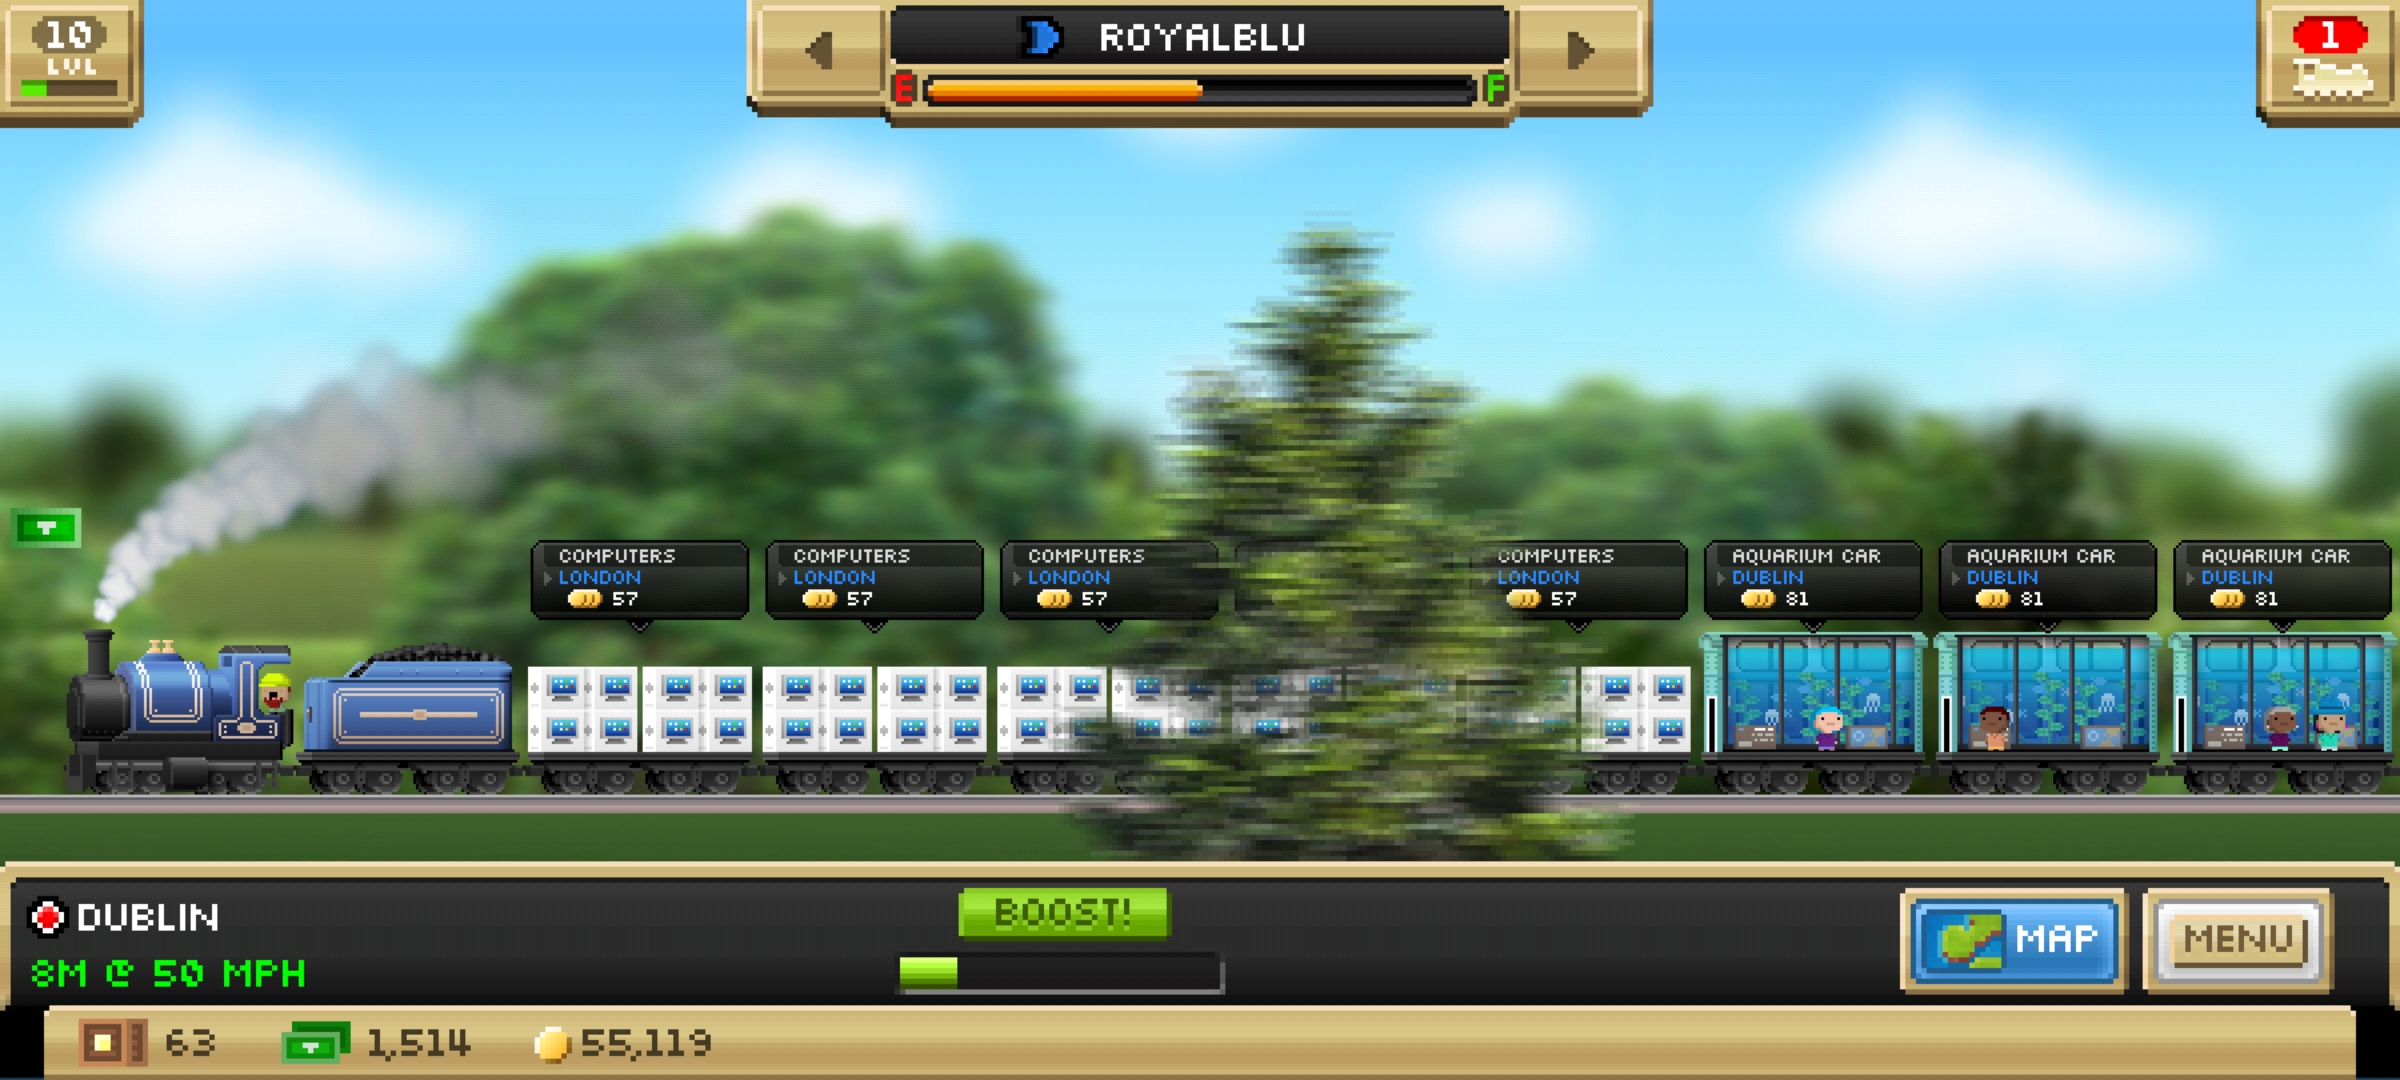 10
LVL
ROYALBLU
E F
1
COMPUTERS
LONDON
57
COMPUTERS
LONDON
57
COMPUTERS
LONDON
57
COMPUTERS
LONDON
57
AQUARIUM CAR
DUBLIN
81
AQUARIUM CAR
DUBLIN
81
AQUARIUM CAR
DUBLIN
81
DUBLIN
8M @ 50 MPH
BOOST!
MAP
MENU
63
1,514
55,119